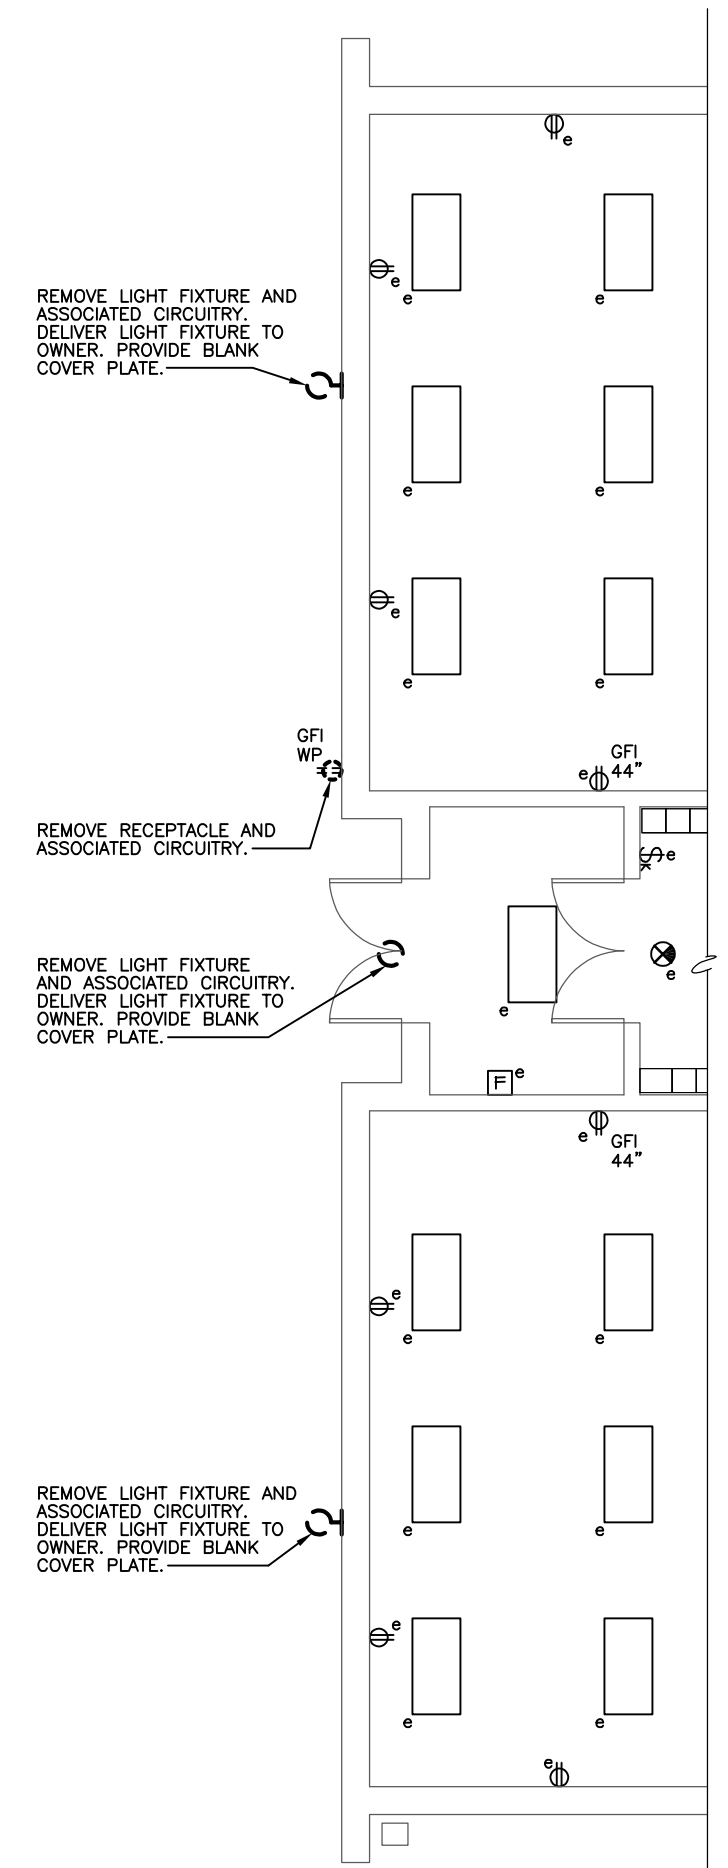 e
e
e
e
REMOVE LIGHT FIXTURE AND
ASSOCIATED CIRCUITRY.
DELIVER LIGHT FIXTURE TO
OWNER. PROVIDE BLANK
COVER PLATE.
e
e
e
e
e
GFI
WP
GFI
44"
e
REMOVE RECEPTACLE AND
ASSOCIATED CIRCUITRY.
S
K
e
REMOVE LIGHT FIXTURE
AND ASSOCIATED CIRCUITRY.
DELIVER LIGHT FIXTURE TO
OWNER. PROVIDE BLANK
COVER PLATE.
e
e
F
e
e
GFI
44"
e
e
e
e
e
REMOVE LIGHT FIXTURE AND
ASSOCIATED CIRCUITRY.
DELIVER LIGHT FIXTURE TO
OWNER. PROVIDE BLANK
COVER PLATE.
e
e
e
e